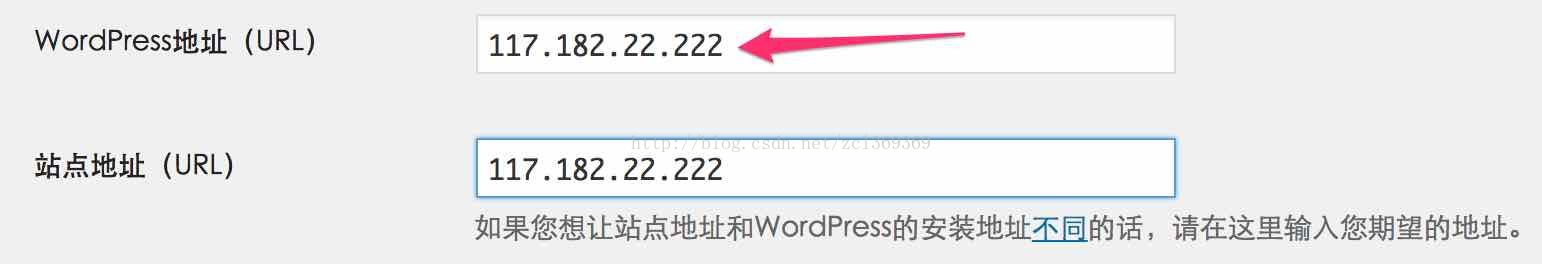 WordPress地址（URL）
117.182.22.222
站点地址（URL）
http://blog.csdn.net/zc1369369
117.182.22.222
如果您想让站点地址和WordPress的安装地址不同的话，请在这里输入您期望的地址。